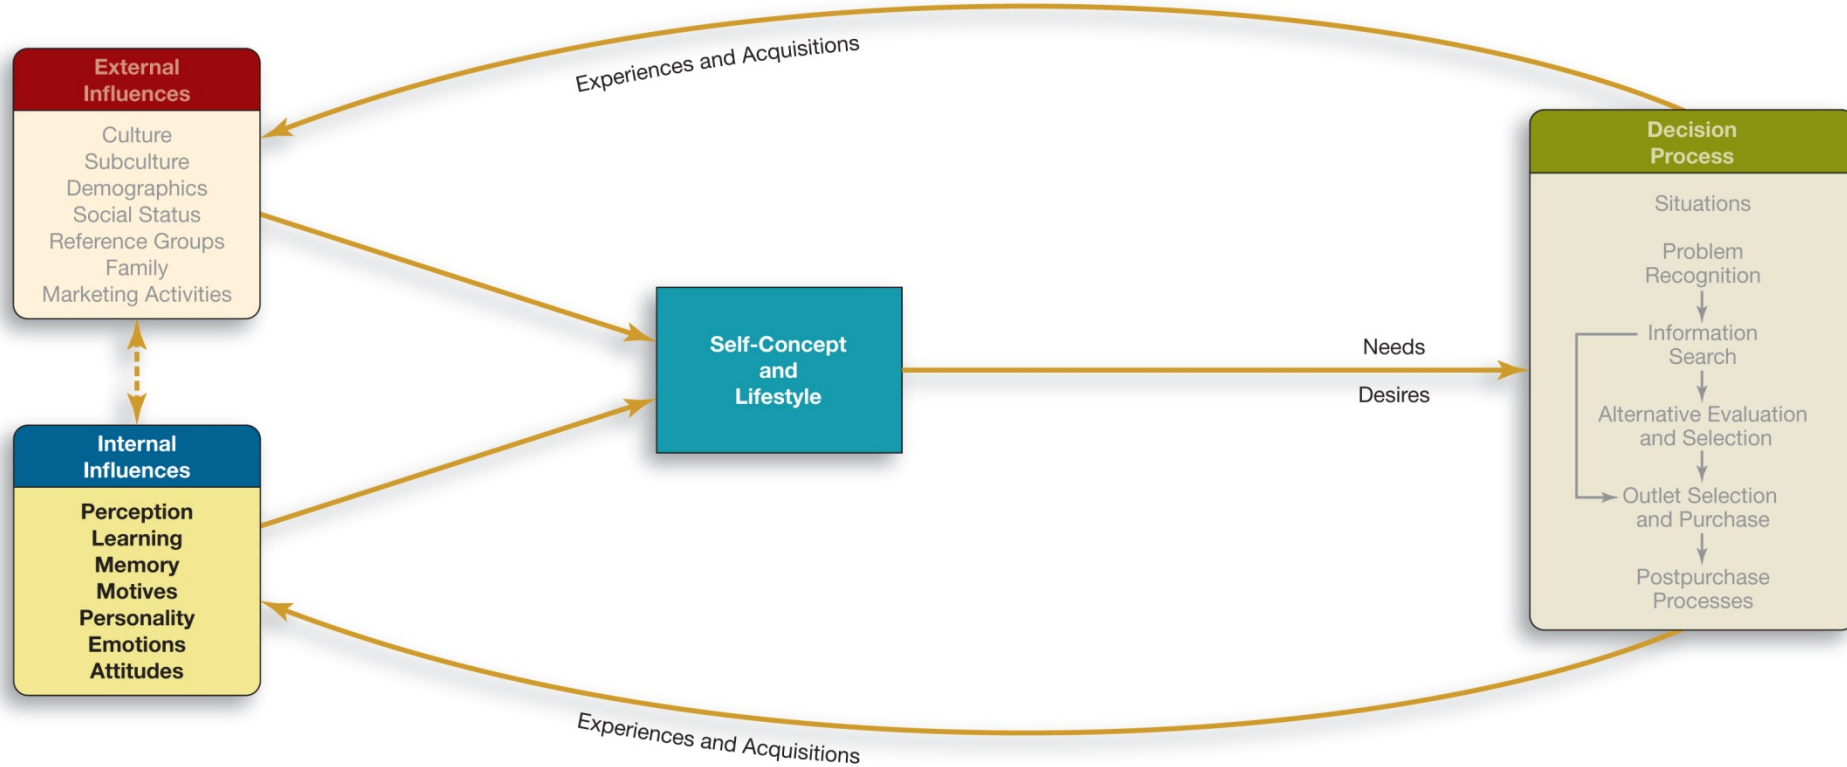 Experiences and Acquisitions
External
Influences
Culture
Subculture
Demographics
Social Status
Reference Groups
Family
Marketing Activities
Internal
Influences
Perception
Learning
Memory
Motives
Personality
Emotions
Attitudes
Self-Concept
and
Lifestyle
Needs
Desires
Decision
Process
Situations
Problem
Recognition
Information
Search
Alternative Evaluation
and Selection
Outlet Selection
and Purchase
Postpurchase
Processes
Experiences and Acquisitions